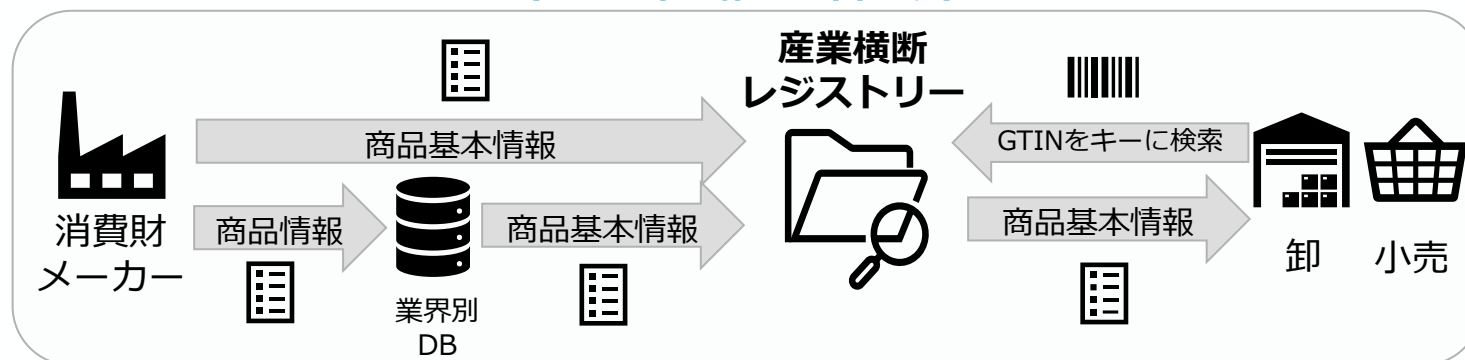 産業横断
レジストリー
商品基本情報
GTINをキーに検索
消費財
メーカー
商品情報
商品基本情報
商品基本情報
業界別
DB
卸
小売